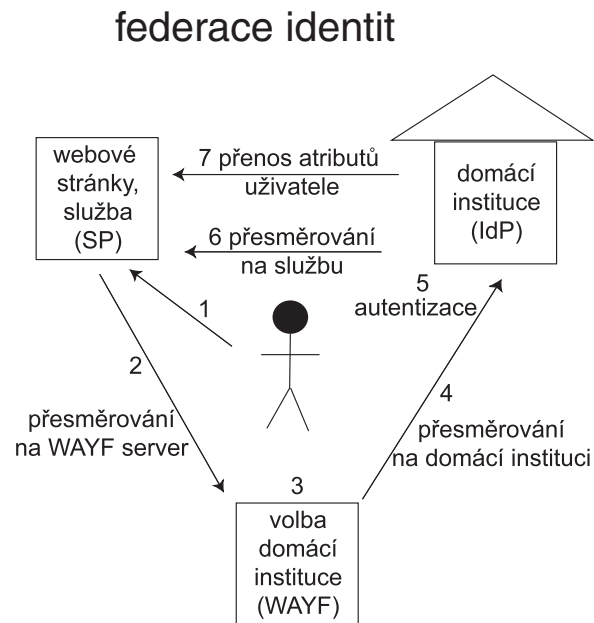 federace identit
webové
stránky,
služba
(SP)
7 přenos atributů
uživatele
domácí
instituce
(IdP)
6 přesměrování
na službu
5
autentizace
1
2
přesměrování
na WAYF server
4
přesměrování
na domácí instituci
3
volba
domácí
instituce
(WAYF)